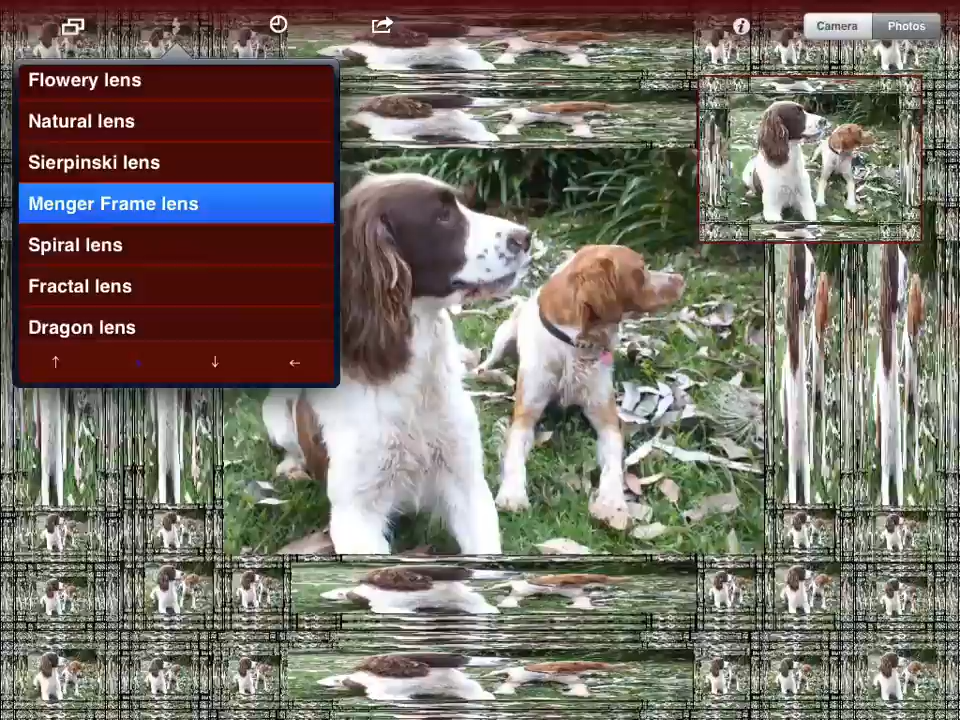 Camera
Photos
Flowery lens
Natural lens
Sierpinski lens
Menger Frame lens
Spiral lens
Fractal lens
Dragon lens